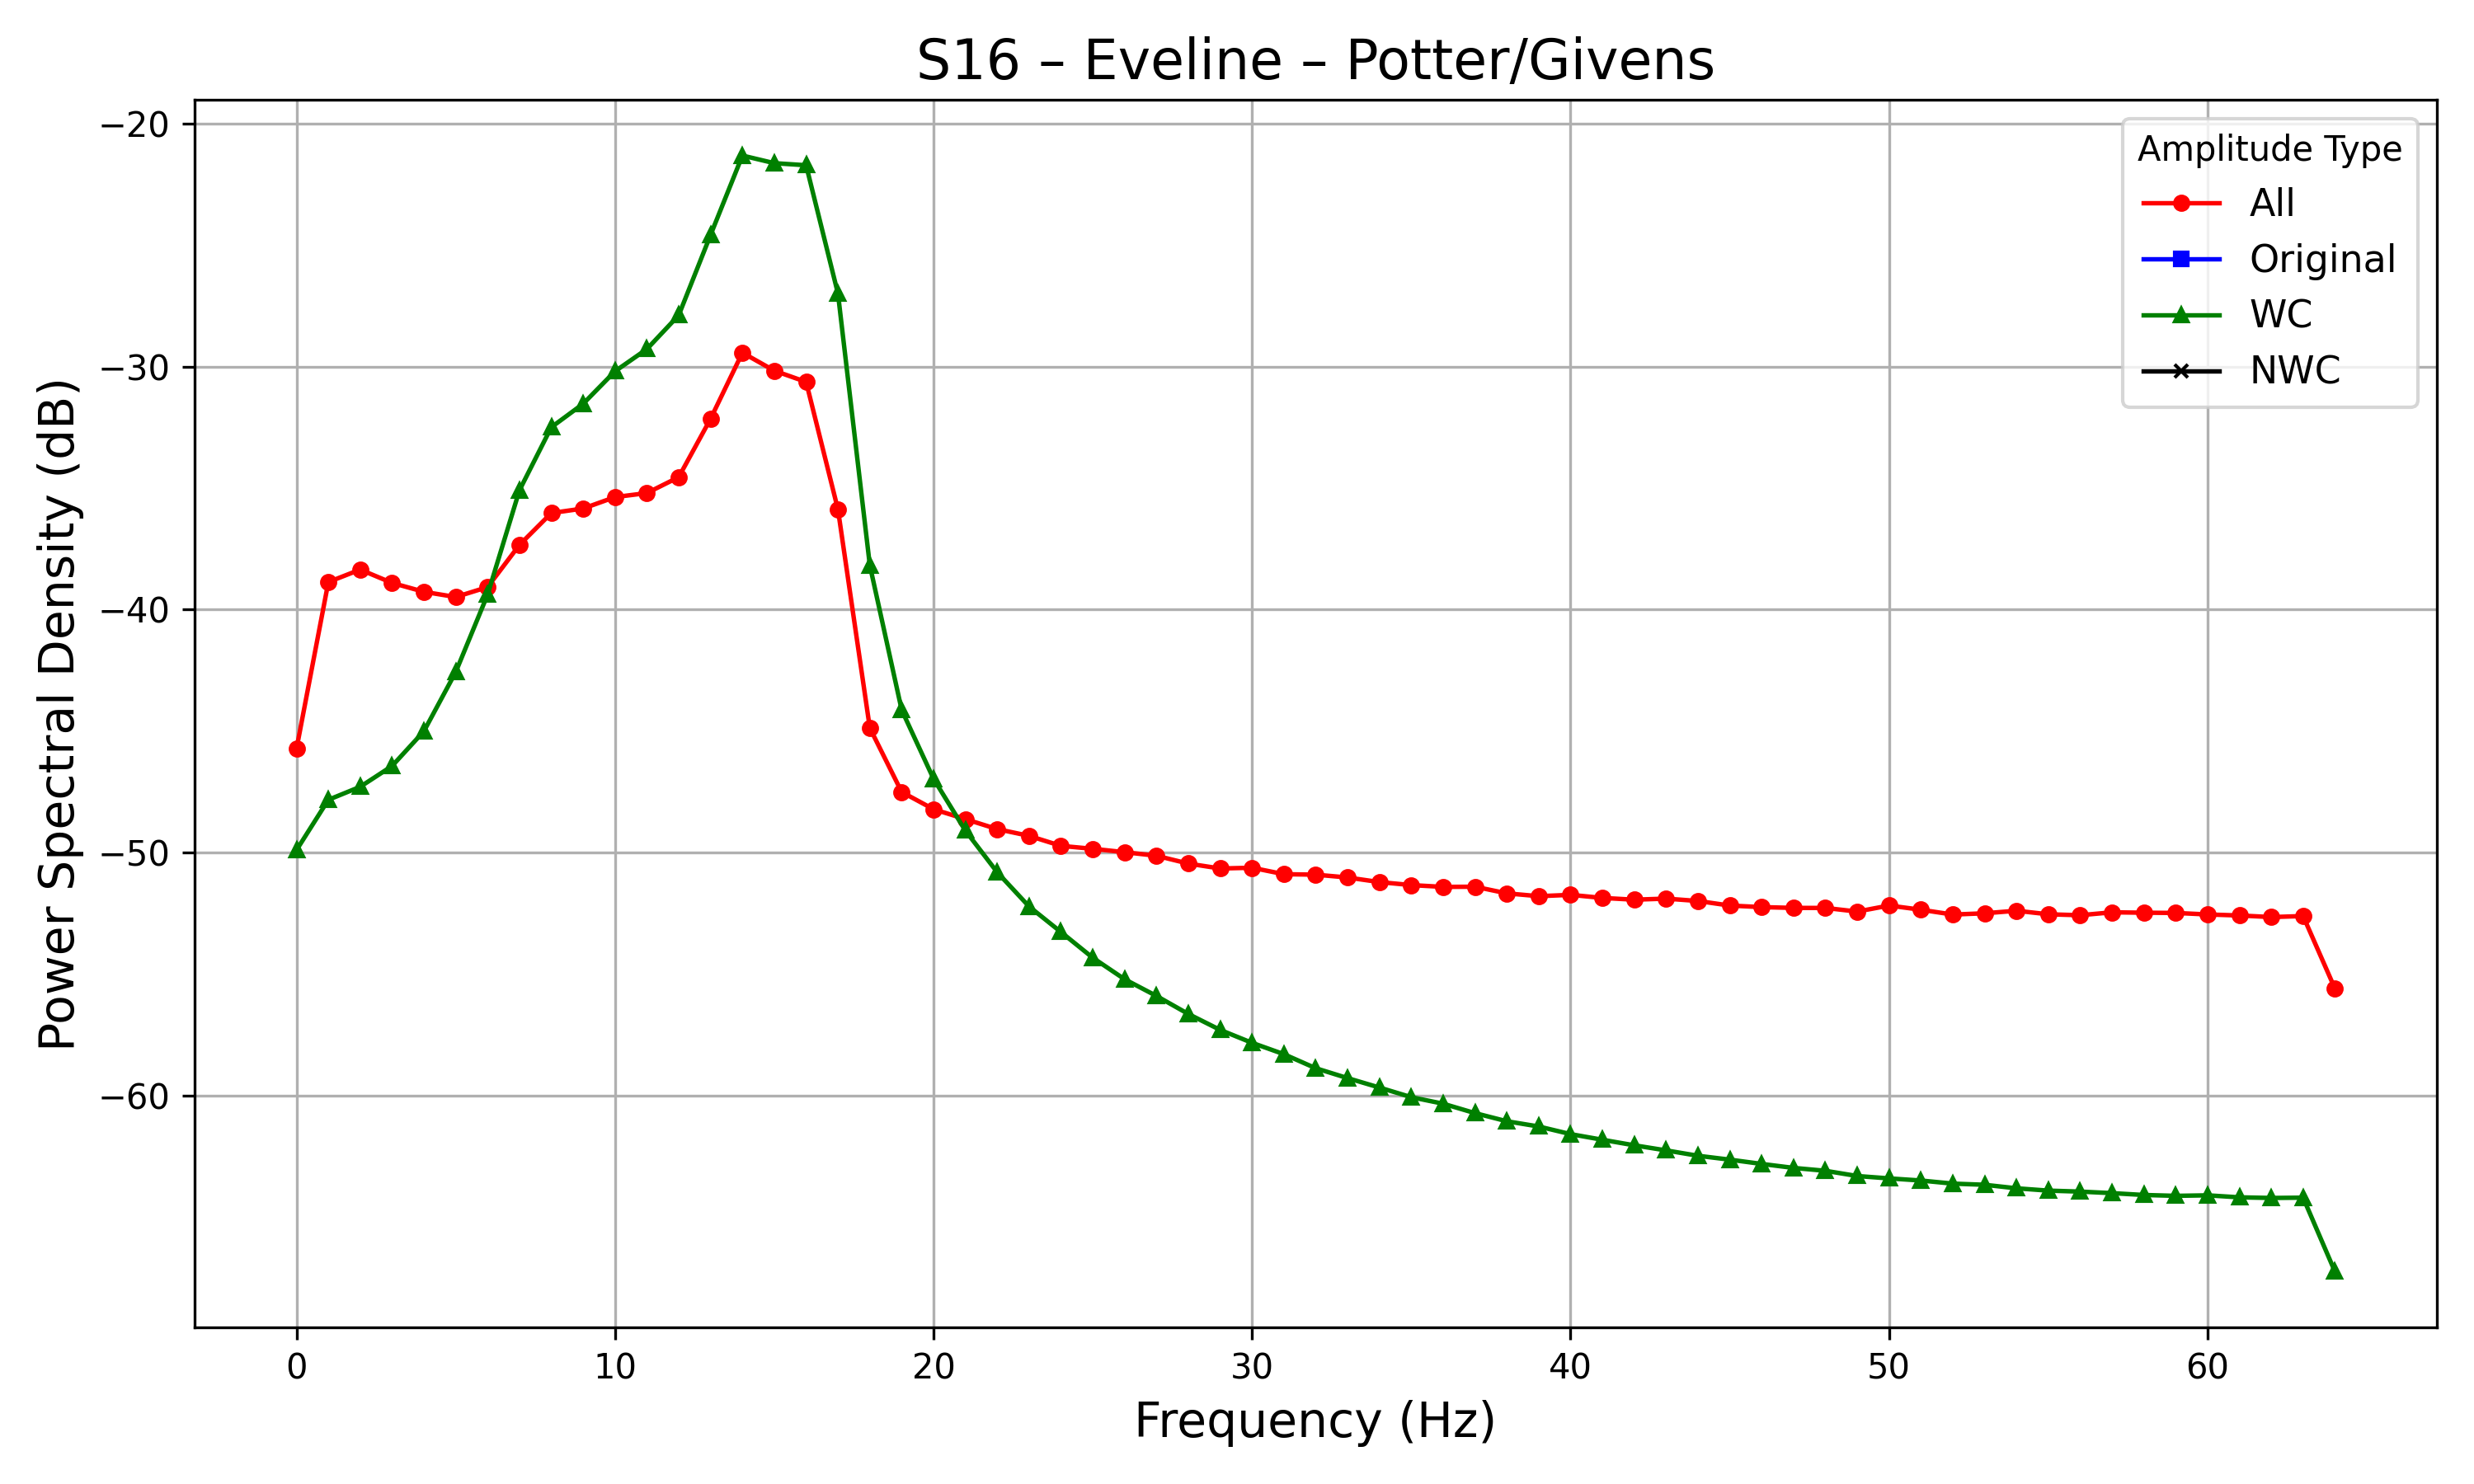 S16 – Eveline – Potter/Givens
Power Spectral Density (dB)
−20
−30
−40
−50
−60
Amplitude Type
All
Original
WC
NWC
0 10 20 30 40 50 60
Frequency (Hz)